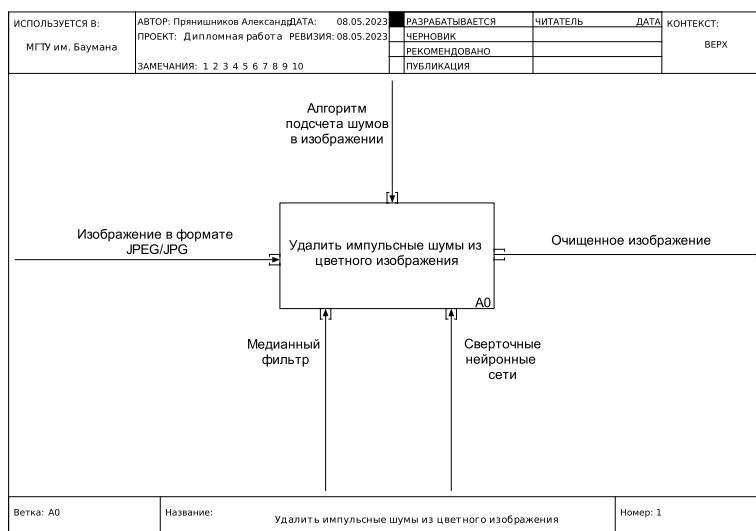 ИСПОЛЬЗУЕТСЯ В:
МГТУ им. Баумана
АВТОР: Прянишников Александр
ДАТА: 08.05.2023
ПРОЕКТ: Дипломная работа
РЕВИЗИЯ: 08.05.2023
ЗАМЕЧАНИЯ: 1 2 3 4 5 6 7 8 9 10
РАЗРАБАТЫВАЕТСЯ
ЧЕРНОВИК
РЕКОМЕНДОВАНО
ПУБЛИКАЦИЯ
ЧИТАТЕЛЬ
ДАТА
КОНТЕКСТ:
ВЕРХ
Алгоритм
подсчета шумов
в изображении
Изображение в формате
JPEG/JPG
Удалить импульсные шумы из
цветного изображения
A0
Очищенное изображение
Медианный
фильтр
Сверточные
нейронные
сети
Ветка: A0
Название:
Удалить импульсные шумы из цветного изображения
Номер: 1